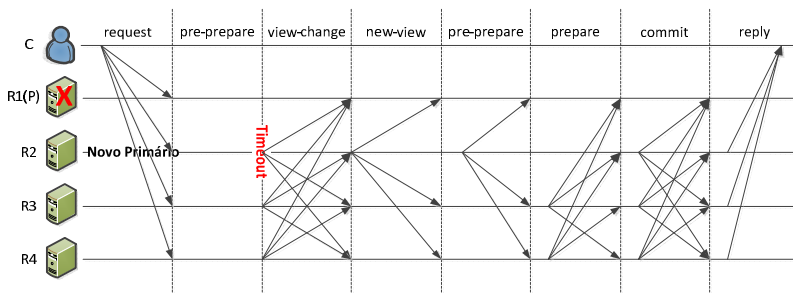 request pre-prepare view-change new-view pre-prepare prepare commit reply
C
R1(P) X
R2 Novo Primário
Timeout
R3
R4